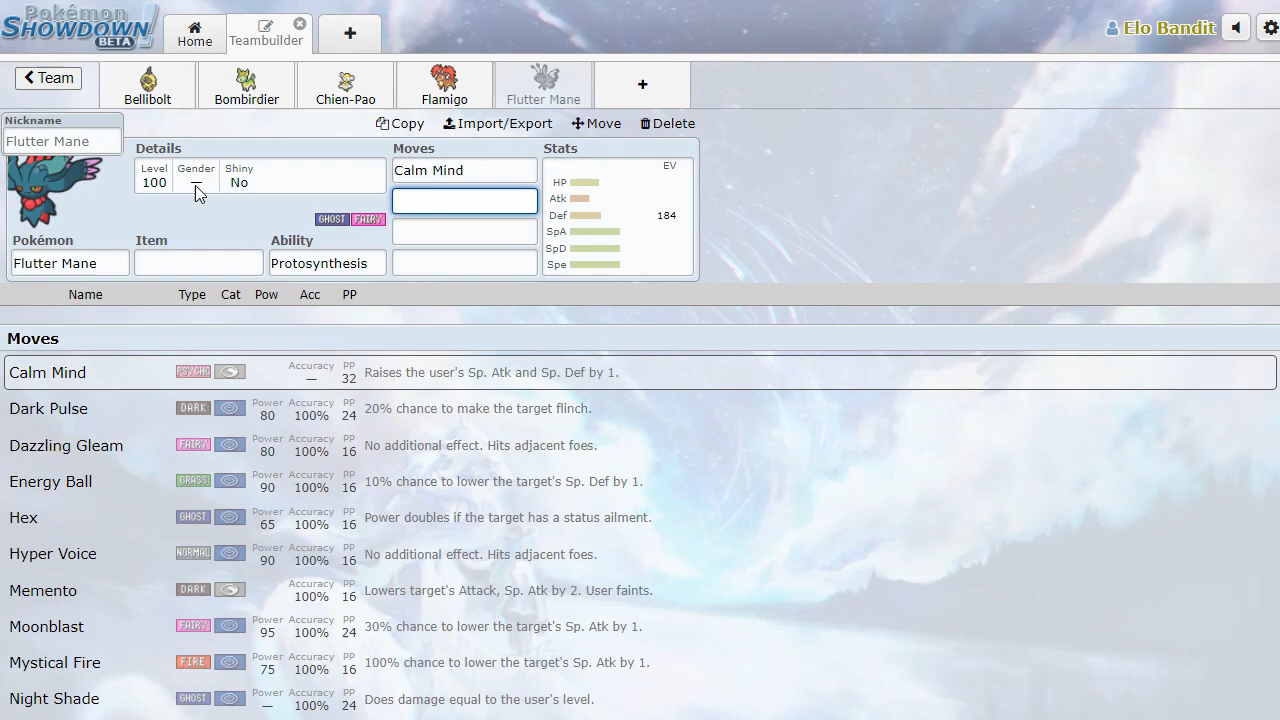 Pokémon
SHOWDOWN!
BETA
Home
Teambuilder
+
Elo Bandit
Team
Bellibolt
Bombirdier
Chien-Pao
Flamigo
Flutter Mane
+
Nickname
Flutter Mane
Copy
Import/Export
Move
Delete
Details
Level
Gender
Shiny
100
—
No
GHOST FAIRY
Pokémon
Item
Ability
Flutter Mane
Protosynthesis
Moves
Calm Mind
Stats
EV
HP
Atk
Def 184
SpA
SpD
Spe
Name Type Cat Pow Acc PP
Moves
Calm Mind PSYCHC Accuracy — PP 32 Raises the user's Sp. Atk and Sp. Def by 1.
Dark Pulse DARK Power 80 Accuracy 100% PP 24 20% chance to make the target flinch.
Dazzling Gleam FAIRY Power 80 Accuracy 100% PP 16 No additional effect. Hits adjacent foes.
Energy Ball GRASS Power 90 Accuracy 100% PP 16 10% chance to lower the target's Sp. Def by 1.
Hex GHOST Power 65 Accuracy 100% PP 16 Power doubles if the target has a status ailment.
Hyper Voice NORMAL Power 90 Accuracy 100% PP 16 No additional effect. Hits adjacent foes.
Memento DARK Accuracy 100% PP 16 Lowers target's Attack, Sp. Atk by 2. User faints.
Moonblast FAIRY Power 95 Accuracy 100% PP 24 30% chance to lower the target's Sp. Atk by 1.
Mystical Fire FIRE Power 75 Accuracy 100% PP 16 100% chance to lower the target's Sp. Atk by 1.
Night Shade GHOST Power — Accuracy 100% PP 24 Does damage equal to the user's level.